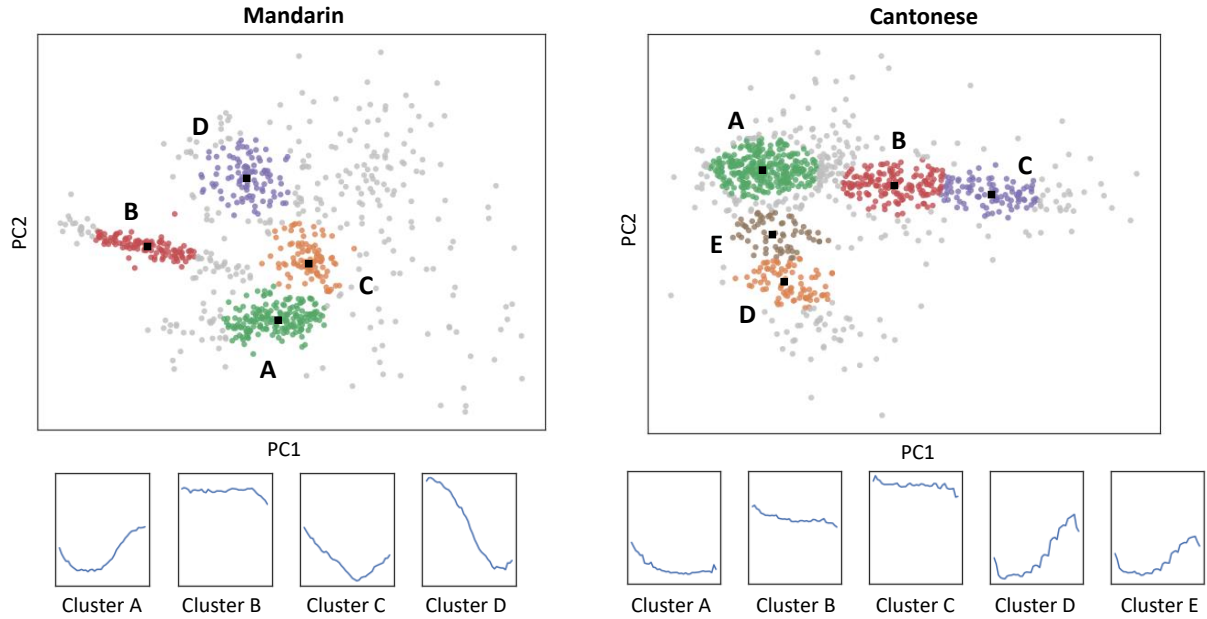 Mandarin
D
B
C
A
PC2
PC1
Cluster A
Cluster B
Cluster C
Cluster D
Cantonese
A
B
C
E
D
PC2
PC1
Cluster A
Cluster B
Cluster C
Cluster D
Cluster E